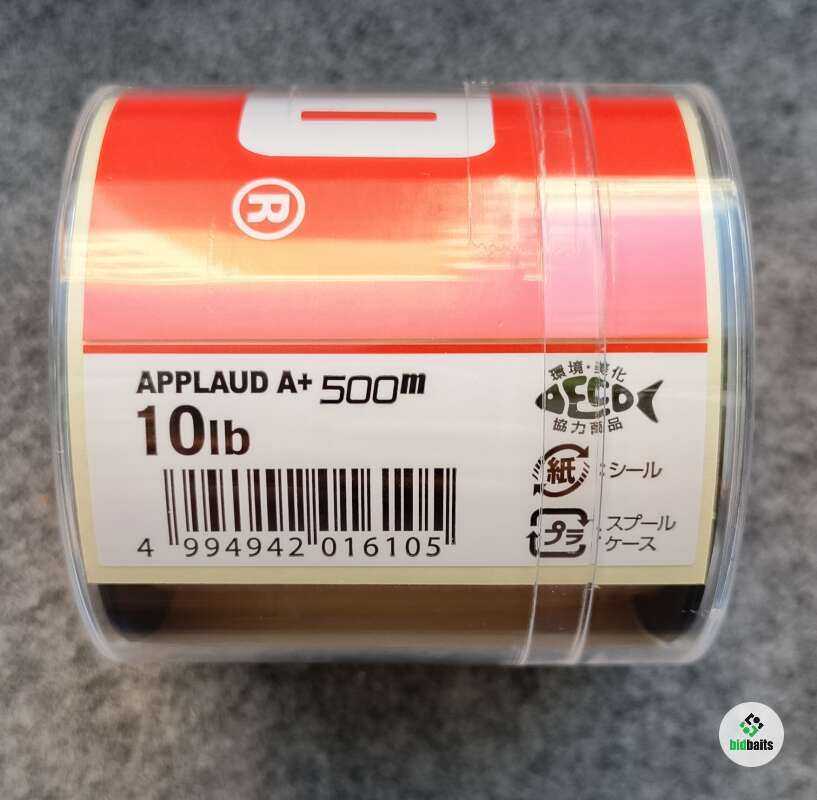 ®
APPLAUD A+ 500m
10lb
4 994942 016105
環境・美化
ECO
協力商品
紙 : シール
プラ : スプール
ケース
bidbaits